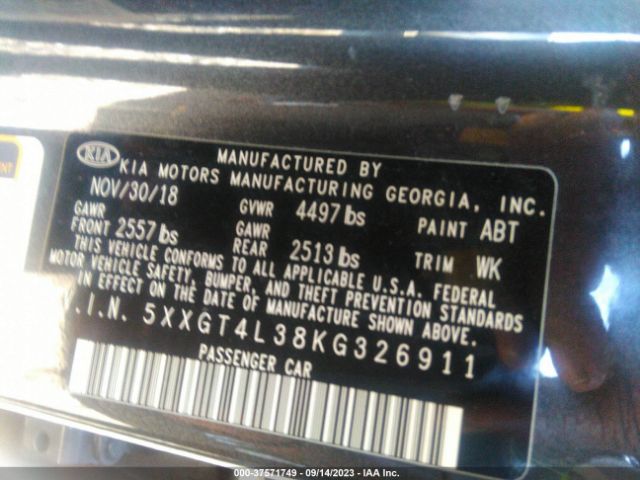 KIA
MANUFACTURED BY
KIA MOTORS MANUFACTURING GEORGIA, INC.
NOV/30/18 GVWR 4497 lbs PAINT ABT
GAWR FRONT 2557 lbs GAWR REAR 2513 lbs TRIM WK
THIS VEHICLE CONFORMS TO ALL APPLICABLE U.S.A. FEDERAL
MOTOR VEHICLE SAFETY, BUMPER, AND THEFT PREVENTION STANDARDS
IN EFFECT ON THE DATE OF MANUFACTURE SHOWN ABOVE.
.I.N. 5XXGT4L38KG326911
PASSENGER CAR
000-37571749 - 09/14/2023 - IAA Inc.